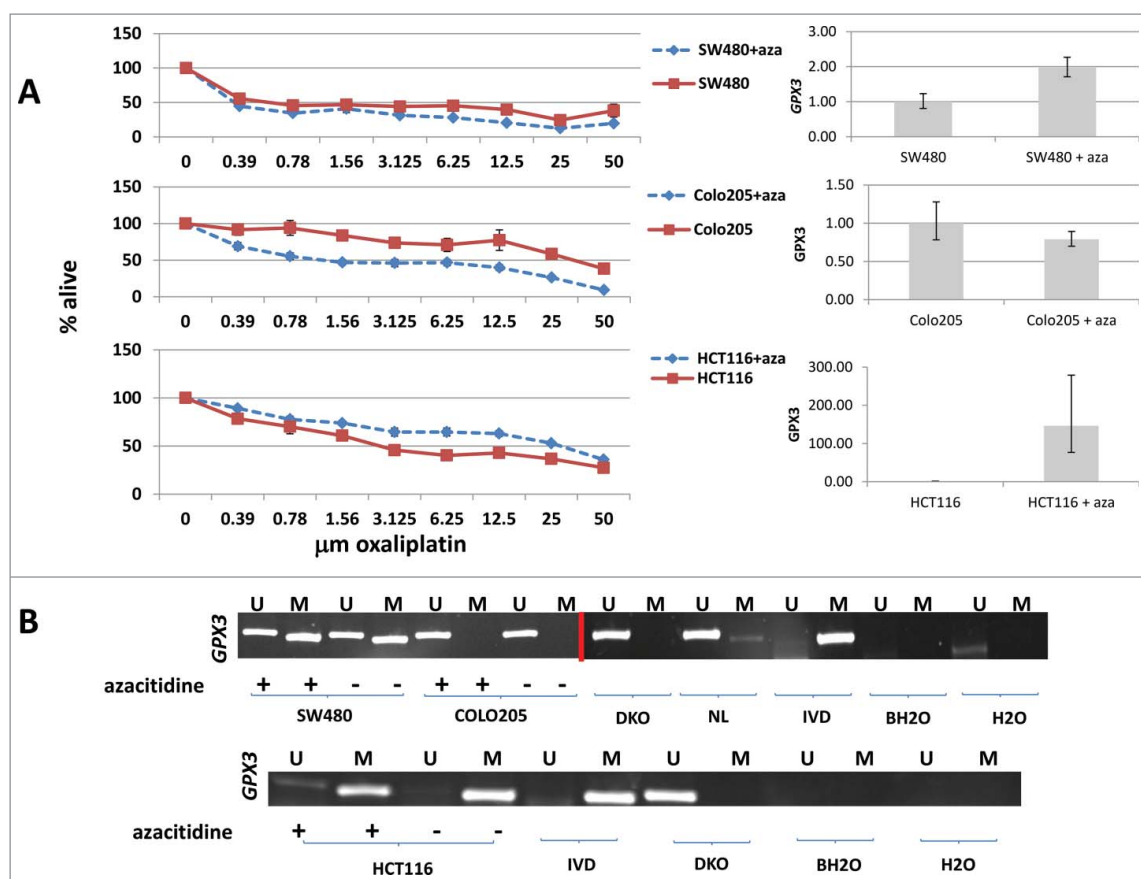 A
% alive
150
100
50
0
0 0.39 0.78 1.56 3.125 6.25 12.5 25 50
SW480+aza
SW480
GPX3
3.00
2.00
1.00
0.00
SW480 SW480 + aza
150
100
50
0
0 0.39 0.78 1.56 3.125 6.25 12.5 25 50
Colo205+aza
Colo205
GPX3
1.50
1.00
0.50
0.00
Colo205 Colo205 + aza
150
100
50
0
0 0.39 0.78 1.56 3.125 6.25 12.5 25 50
μm oxaliplatin
HCT116+aza
HCT116
GPX3
300.00
200.00
100.00
0.00
HCT116 HCT116 + aza
B
U M U M U M U M U M U M U M U M U M
GPX3
azacitidine + + - - + + - -
SW480 COLO205 DKO NL IVD BH2O H2O
U M U M U M U M U M U M
GPX3
azacitidine + + - -
HCT116 IVD DKO BH2O H2O